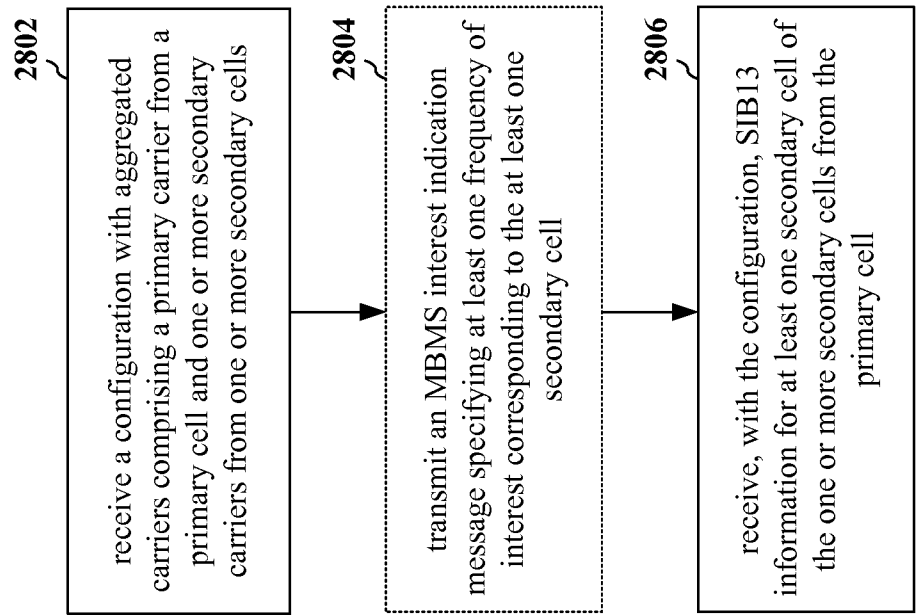 2802
receive a configuration with aggregated
carriers comprising a primary carrier from a
primary cell and one or more secondary
carriers from one or more secondary cells
2804
transmit an MBMS interest indication
message specifying at least one frequency of
interest corresponding to the at least one
secondary cell
2806
receive, with the configuration, SIB13
information for at least one secondary cell of
the one or more secondary cells from the
primary cell